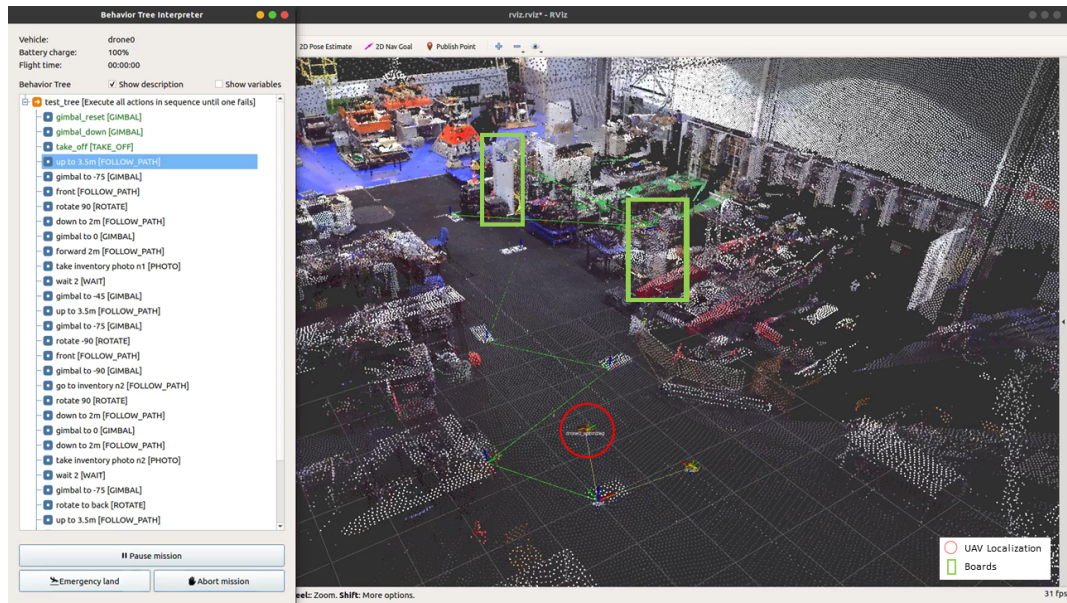 Behavior Tree Interpreter
rviz.rviz* - RViz
Vehicle: drone0
Battery charge: 100%
Flight time: 00:00:00
Behavior Tree Show description Show variables
2D Pose Estimate 2D Nav Goal Publish Point
test_tree [Execute all actions in sequence until one fails]
gimbal_reset [GIMBAL]
gimbal_down [GIMBAL]
take_off [TAKE_OFF]
up to 3.5m [FOLLOW_PATH]
gimbal to -75 [GIMBAL]
front [FOLLOW_PATH]
rotate 90 [ROTATE]
down to 2m [FOLLOW_PATH]
gimbal to 0 [GIMBAL]
forward 2m [FOLLOW_PATH]
take inventory photo n1 [PHOTO]
wait 2 [WAIT]
gimbal to -45 [GIMBAL]
up to 3.5m [FOLLOW_PATH]
gimbal to -75 [GIMBAL]
rotate -90 [ROTATE]
front [FOLLOW_PATH]
gimbal to -90 [GIMBAL]
go to inventory n2 [FOLLOW_PATH]
rotate 90 [ROTATE]
down to 2m [FOLLOW_PATH]
gimbal to 0 [GIMBAL]
down to 2m [FOLLOW_PATH]
take inventory photo n2 [PHOTO]
wait 2 [WAIT]
gimbal to -75 [GIMBAL]
rotate to back [ROTATE]
up to 3.5m [FOLLOW_PATH]
Pause mission
Emergency land Abort mission
UAV Localization
Boards
eel: Zoom. Shift: More options.
31 fps